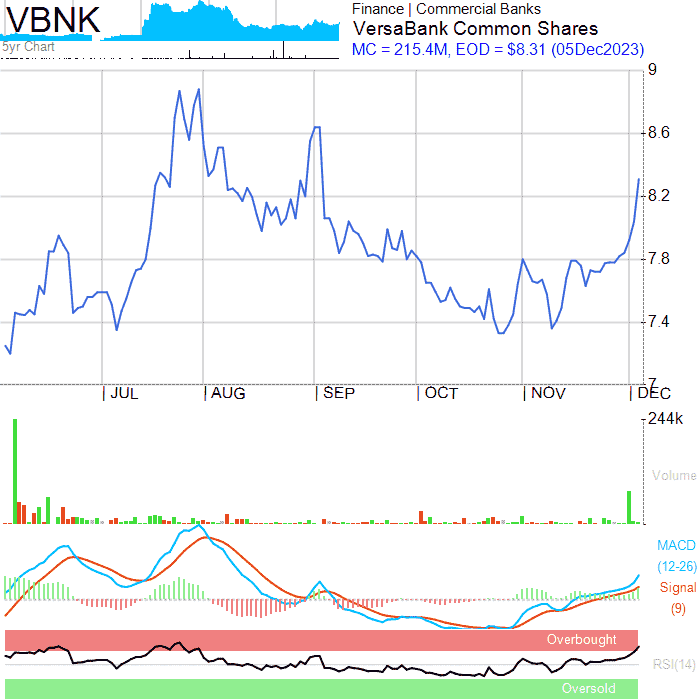 VBNK
5yr Chart
Finance | Commercial Banks
VersaBank Common Shares
MC = 215.4M, EOD = $8.31 (05Dec2023)
9
8.6
8.2
7.8
7.4
7
| JUL | AUG | SEP | OCT | NOV | DEC
244k
Volume
MACD
(12-26)
Signal
(9)
Overbought
RSI(14)
Oversold